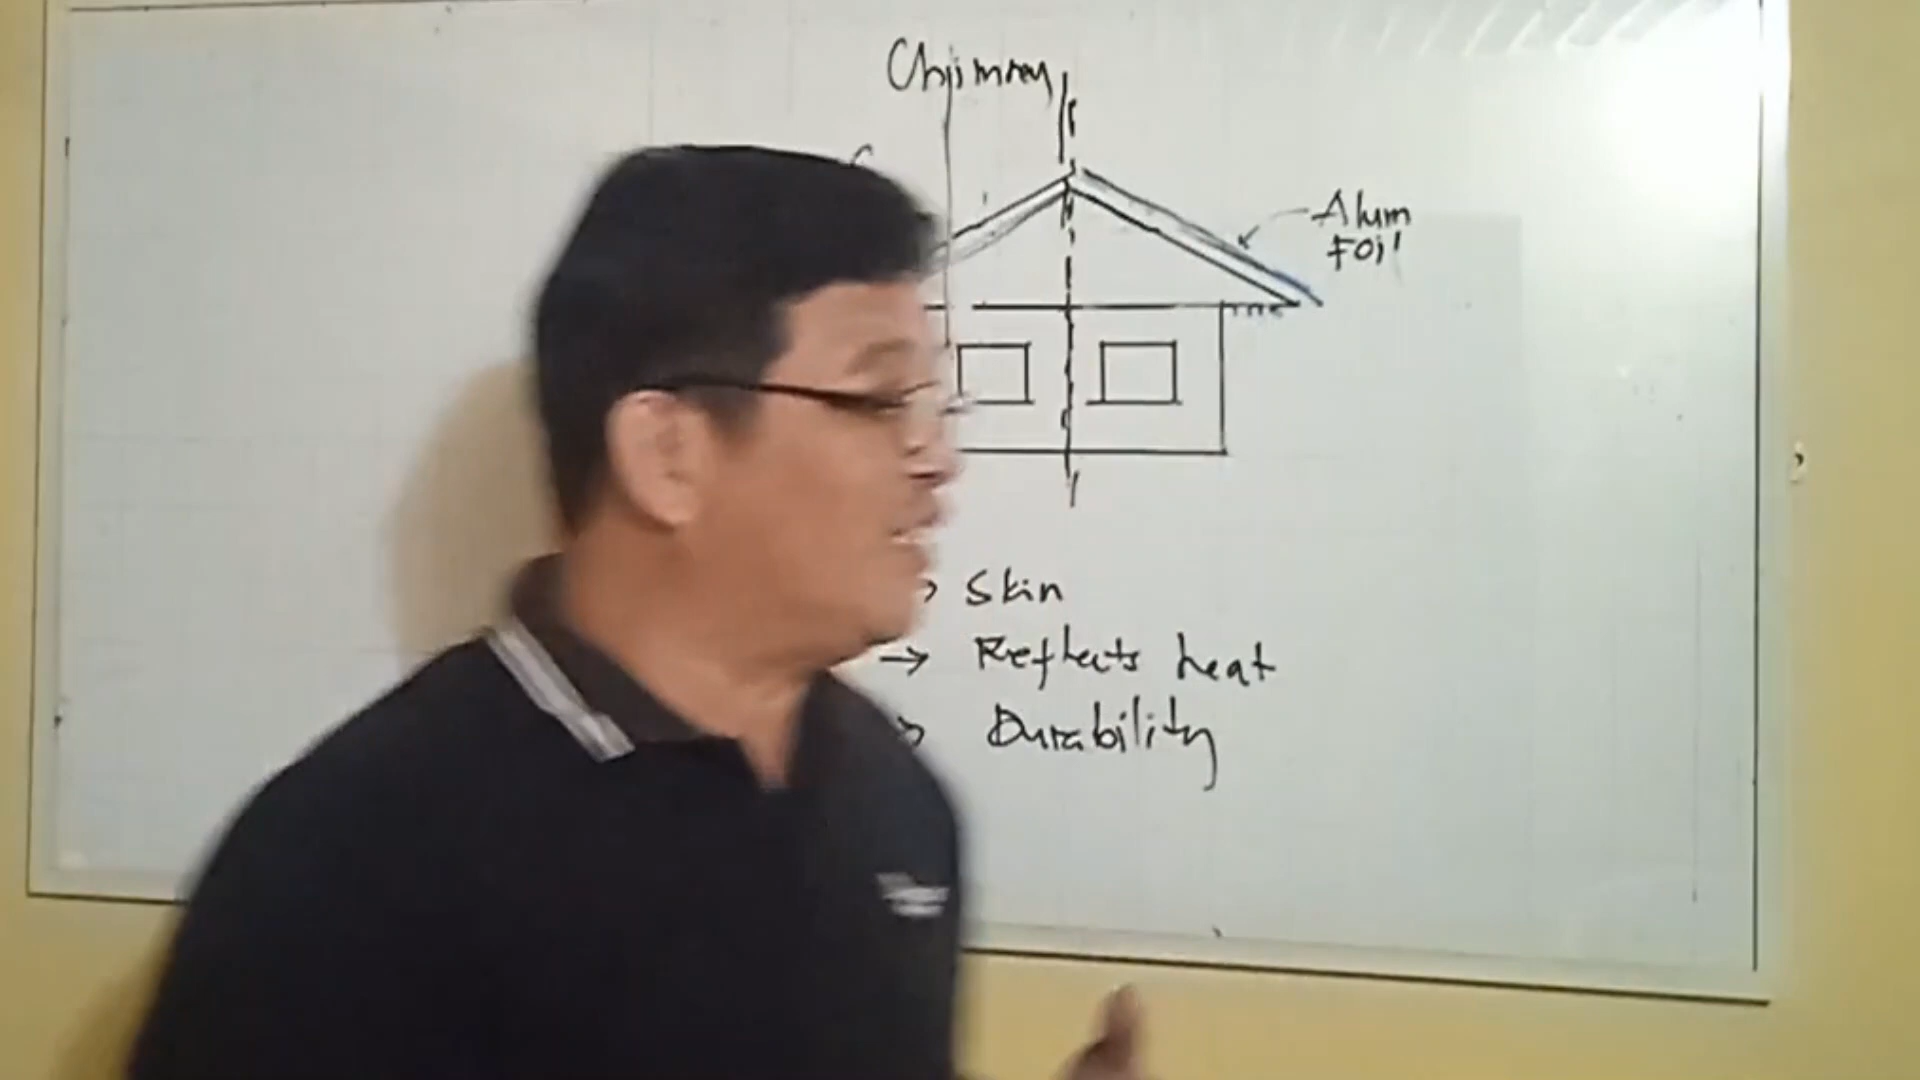 Chimney
Alum
Foil
Skin
→ Reflects heat
Durability